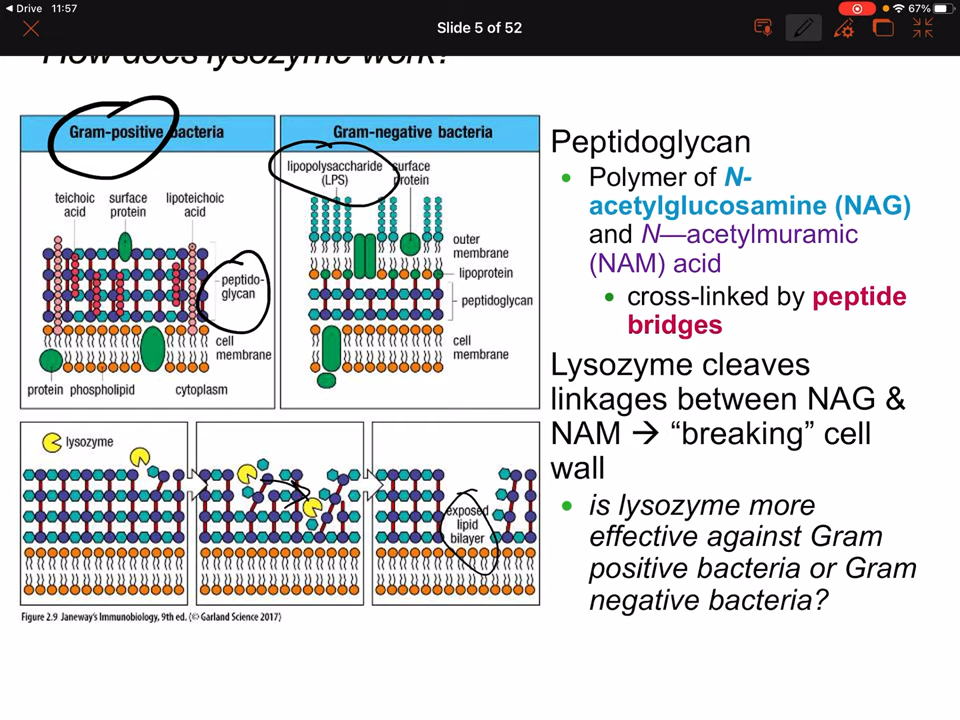 Drive 11:57
67%
Slide 5 of 52
How does lysozyme work?
Gram-positive bacteria
Gram-negative bacteria
teichoic acid
surface protein
lipoteichoic acid
peptido-
glycan
cell
membrane
protein phospholipid cytoplasm
lipopolysaccharide
(LPS)
surface
protein
outer
membrane
lipoprotein
peptidoglycan
cell
membrane
lysozyme
exposed
lipid
bilayer
Figure 2.9 Janeway's Immunobiology, 9th ed. (© Garland Science 2017)
Peptidoglycan
• Polymer of N-
acetylglucosamine (NAG)
and N—acetylmuramic
(NAM) acid
• cross-linked by peptide
bridges
Lysozyme cleaves
linkages between NAG &
NAM → “breaking” cell
wall
• is lysozyme more
effective against Gram
positive bacteria or Gram
negative bacteria?